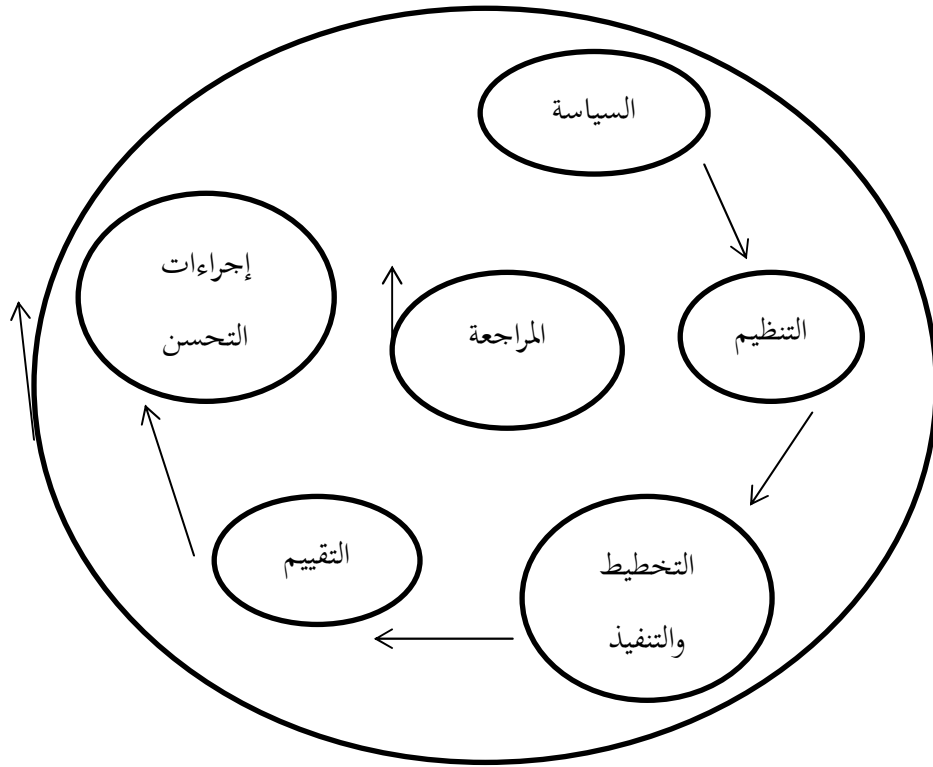 السياسة
التنظيم
المراجعة
إجراءات
التحسن
التخطيط
والتنفيذ
التقييم